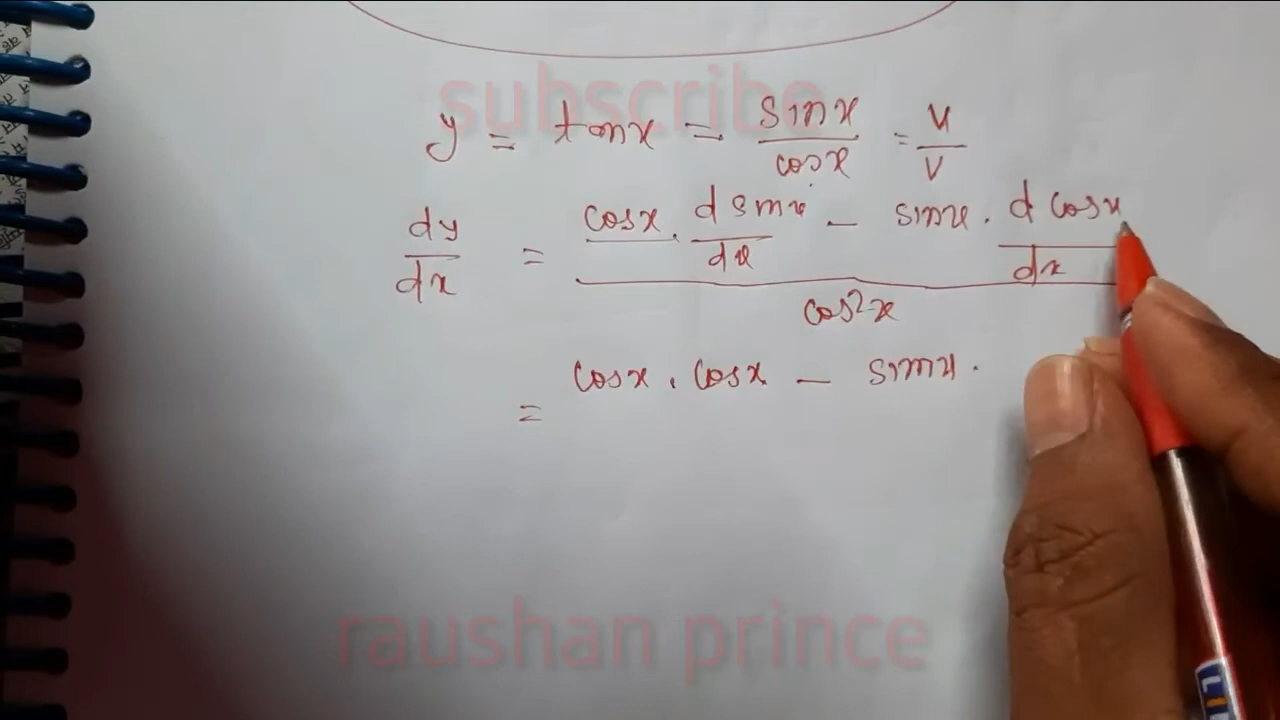 subscribe
y = tanx = sinx/cosx = u/v
dy/dx = (cosx . d sinx/dx - sinx . d cosx/dx)/cos²x
= cosx . cosx - sinx .
raushan prince